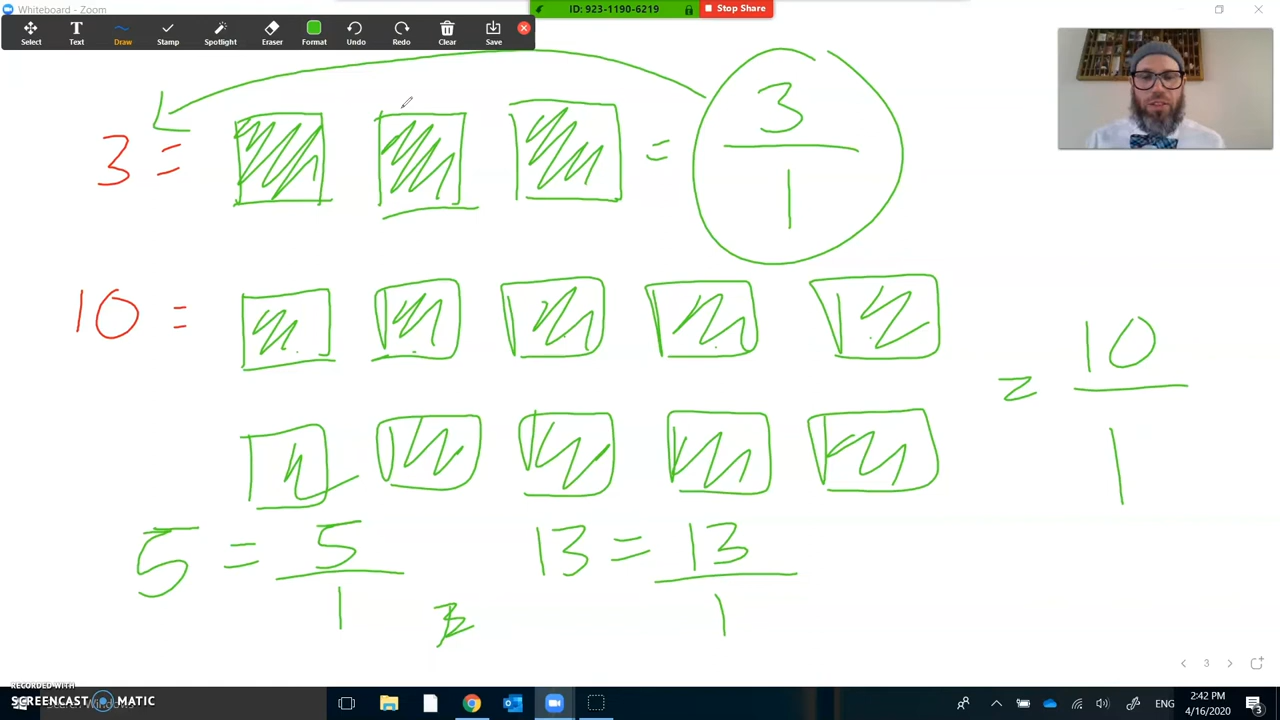 Whiteboard - Zoom
ID: 923-1190-6219 Stop Share
Select Text Draw Stamp Spotlight Eraser Format Undo Redo Clear Save
3 = = 3/1
10 = = 10/1
5 = 5/1 13 = 13/1
3
RECORDED WITH
SCREENCAST MATIC
2:42 PM
4/16/2020
3